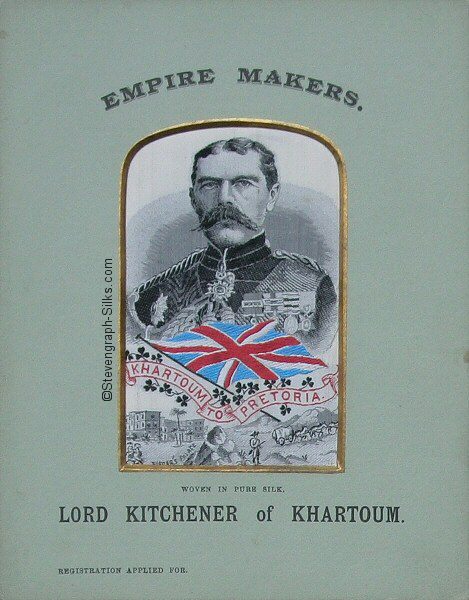 EMPIRE MAKERS.
©Stevengraph-Silks.com
KHARTOUM TO PRETORIA.
WOVEN IN PURE SILK.
LORD KITCHENER of KHARTOUM.
REGISTRATION APPLIED FOR.